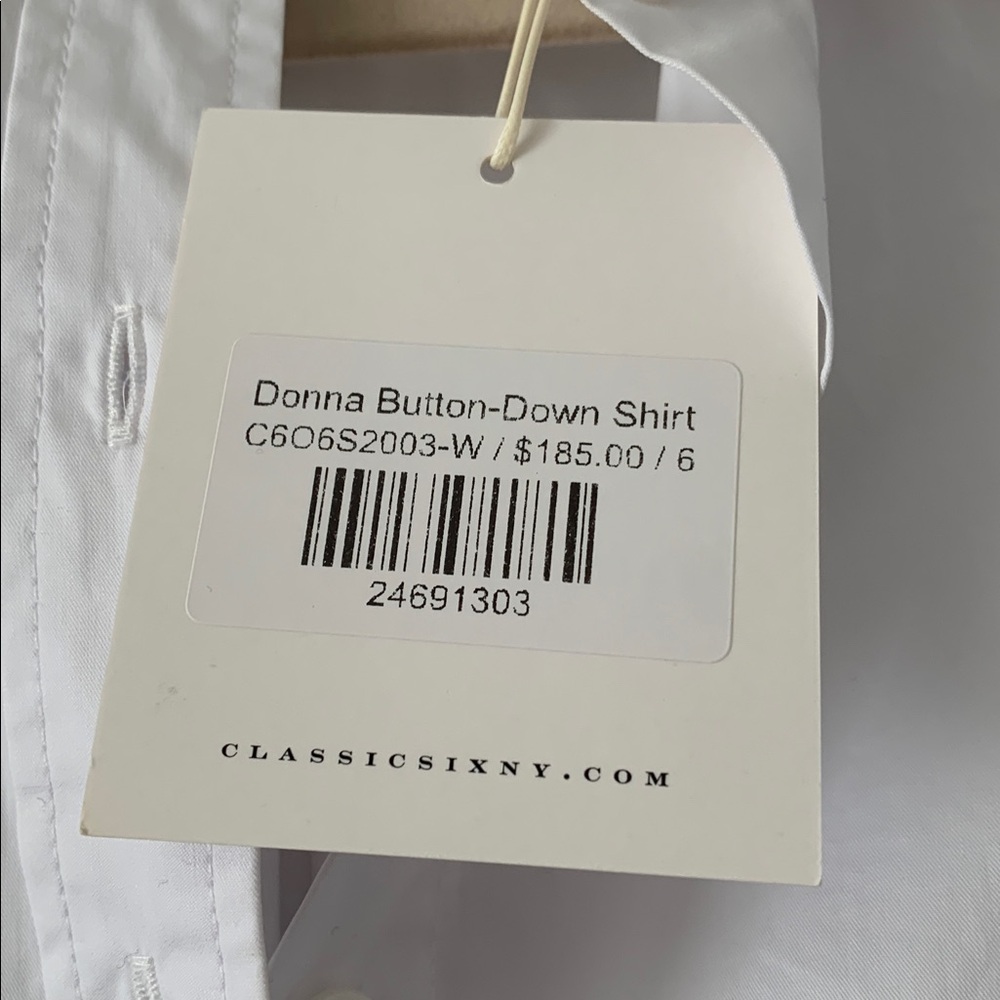 Donna Button-Down Shirt
C6O6S2003-W / $185.00 / 6
24691303
CLASSICSIXNY.COM